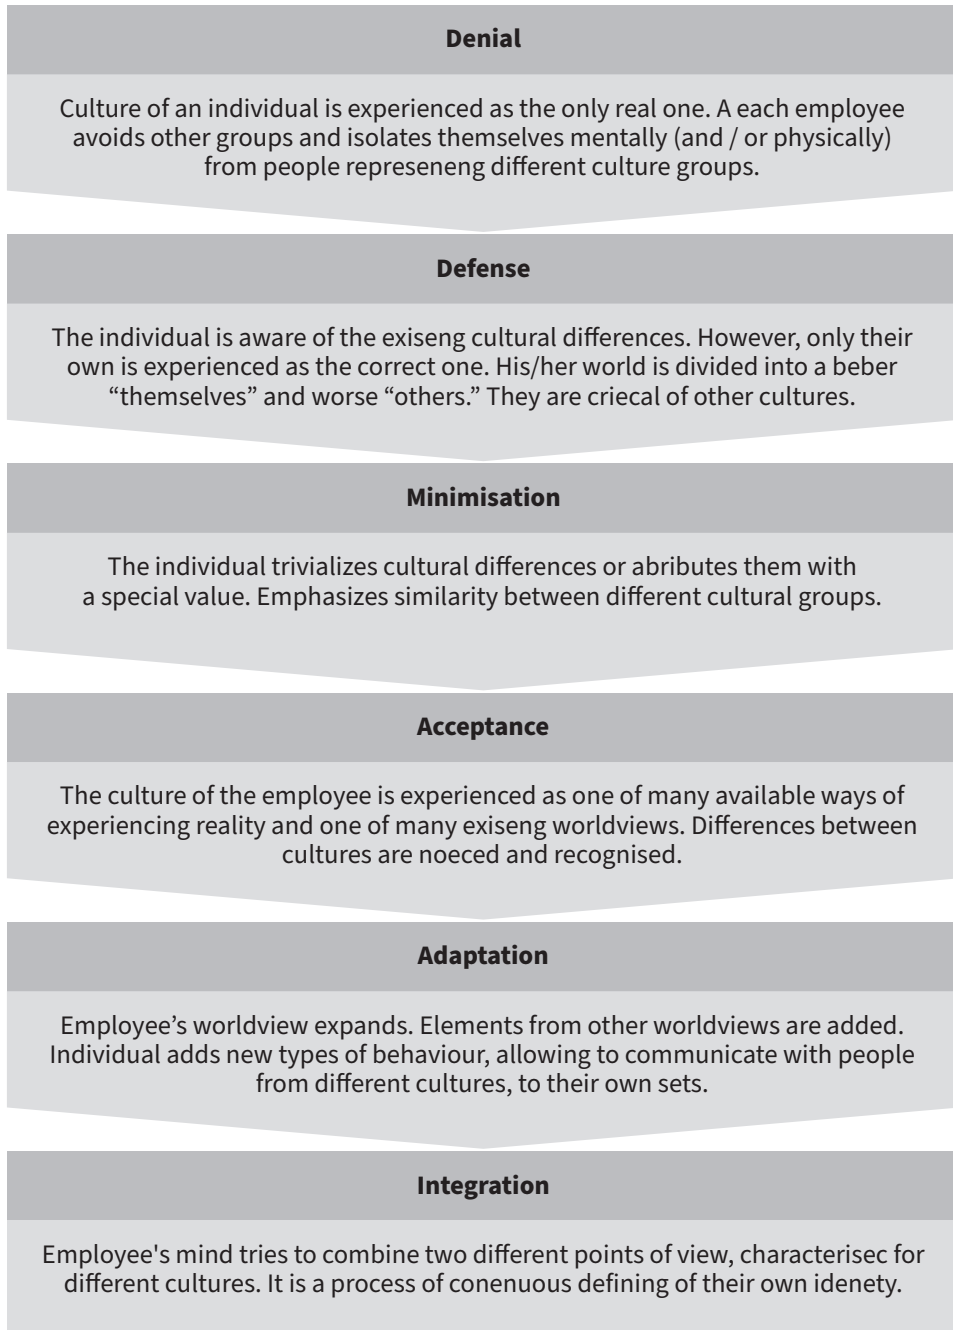 Denial
Culture of an individual is experienced as the only real one. A each employee
avoids other groups and isolates themselves mentally (and / or physically)
from people represeneng different culture groups.
Defense
The individual is aware of the exiseng cultural differences. However, only their
own is experienced as the correct one. His/her world is divided into a beber
“themselves” and worse “others.” They are criecal of other cultures.
Minimisation
The individual trivializes cultural differences or abributes them with
a special value. Emphasizes similarity between different cultural groups.
Acceptance
The culture of the employee is experienced as one of many available ways of
experiencing reality and one of many exiseng worldviews. Differences between
cultures are noeced and recognised.
Adaptation
Employee’s worldview expands. Elements from other worldviews are added.
Individual adds new types of behaviour, allowing to communicate with people
from different cultures, to their own sets.
Integration
Employee's mind tries to combine two different points of view, characterisec for
different cultures. It is a process of conenuous defining of their own idenety.